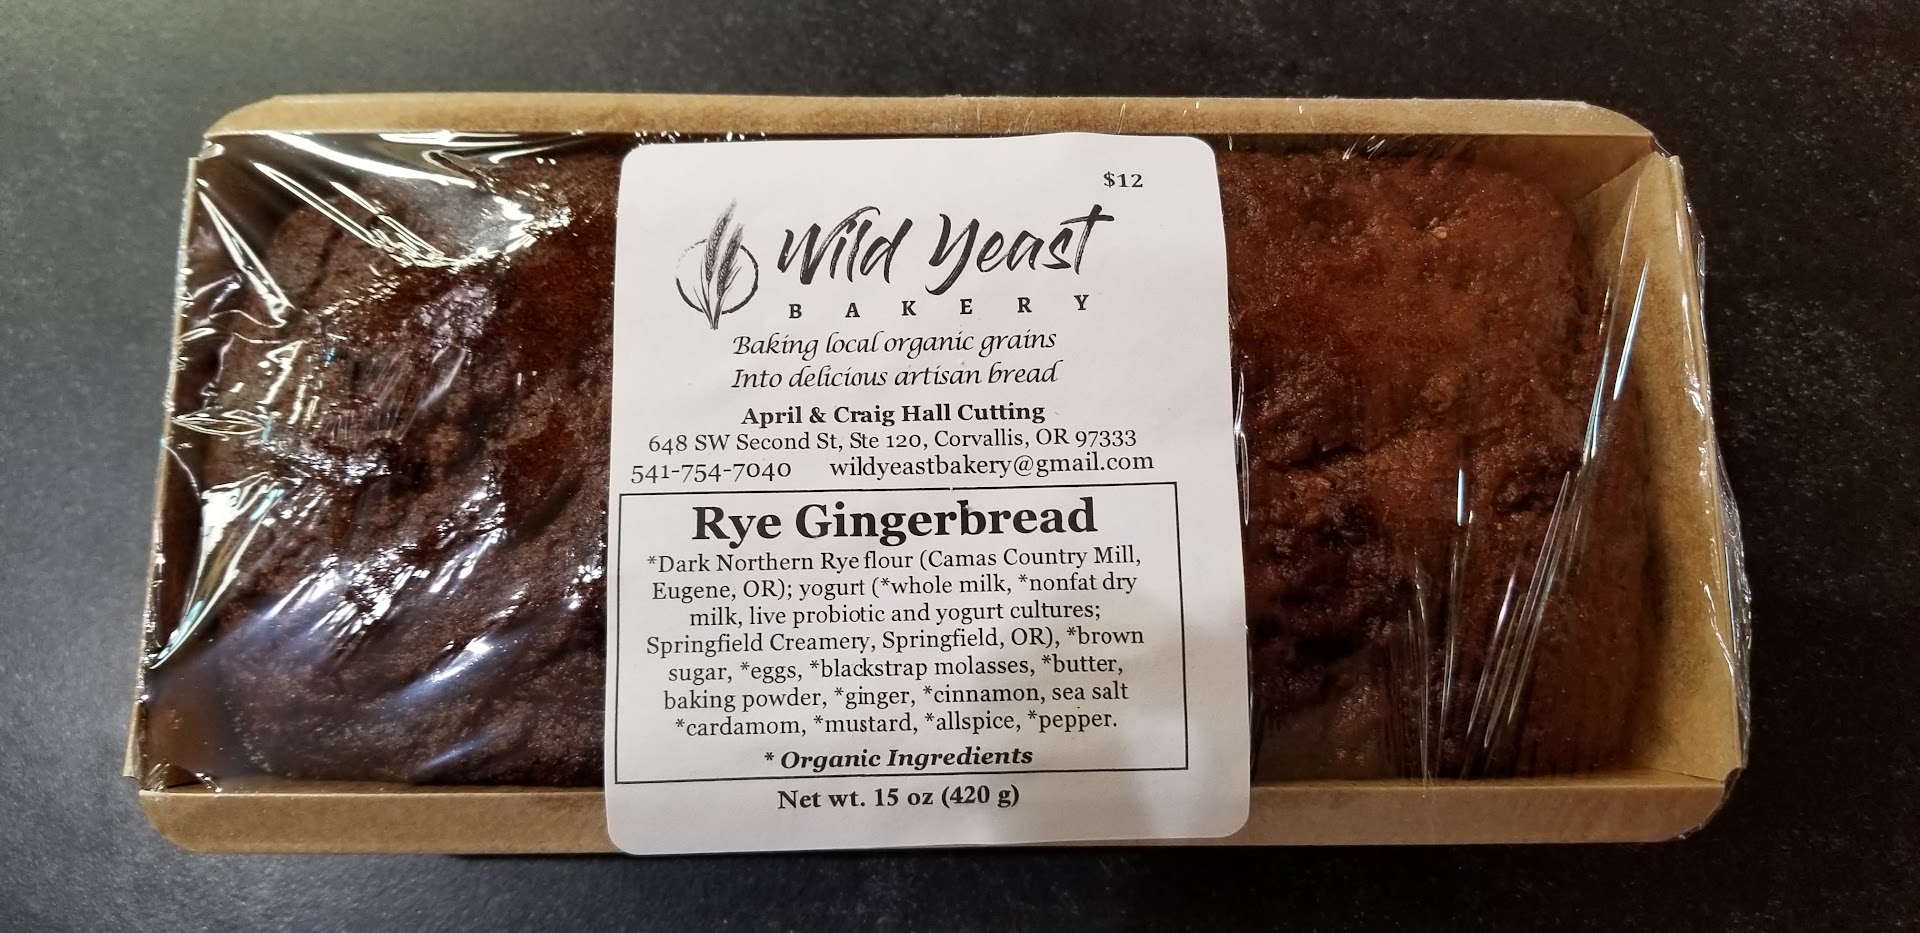 $12
Wild Yeast
BAKERY
Baking local organic grains
Into delicious artisan bread
April & Craig Hall Cutting
648 SW Second St, Ste 120, Corvallis, OR 97333
541-754-7040 wildyeastbakery@gmail.com
Rye Gingerbread
*Dark Northern Rye flour (Camas Country Mill,
Eugene, OR); yogurt (*whole milk, *nonfat dry
milk, live probiotic and yogurt cultures;
Springfield Creamery, Springfield, OR), *brown
sugar, *eggs, *blackstrap molasses, *butter,
baking powder, *ginger, *cinnamon, sea salt
*cardamom, *mustard, *allspice, *pepper.
* Organic Ingredients
Net wt. 15 oz (420 g)